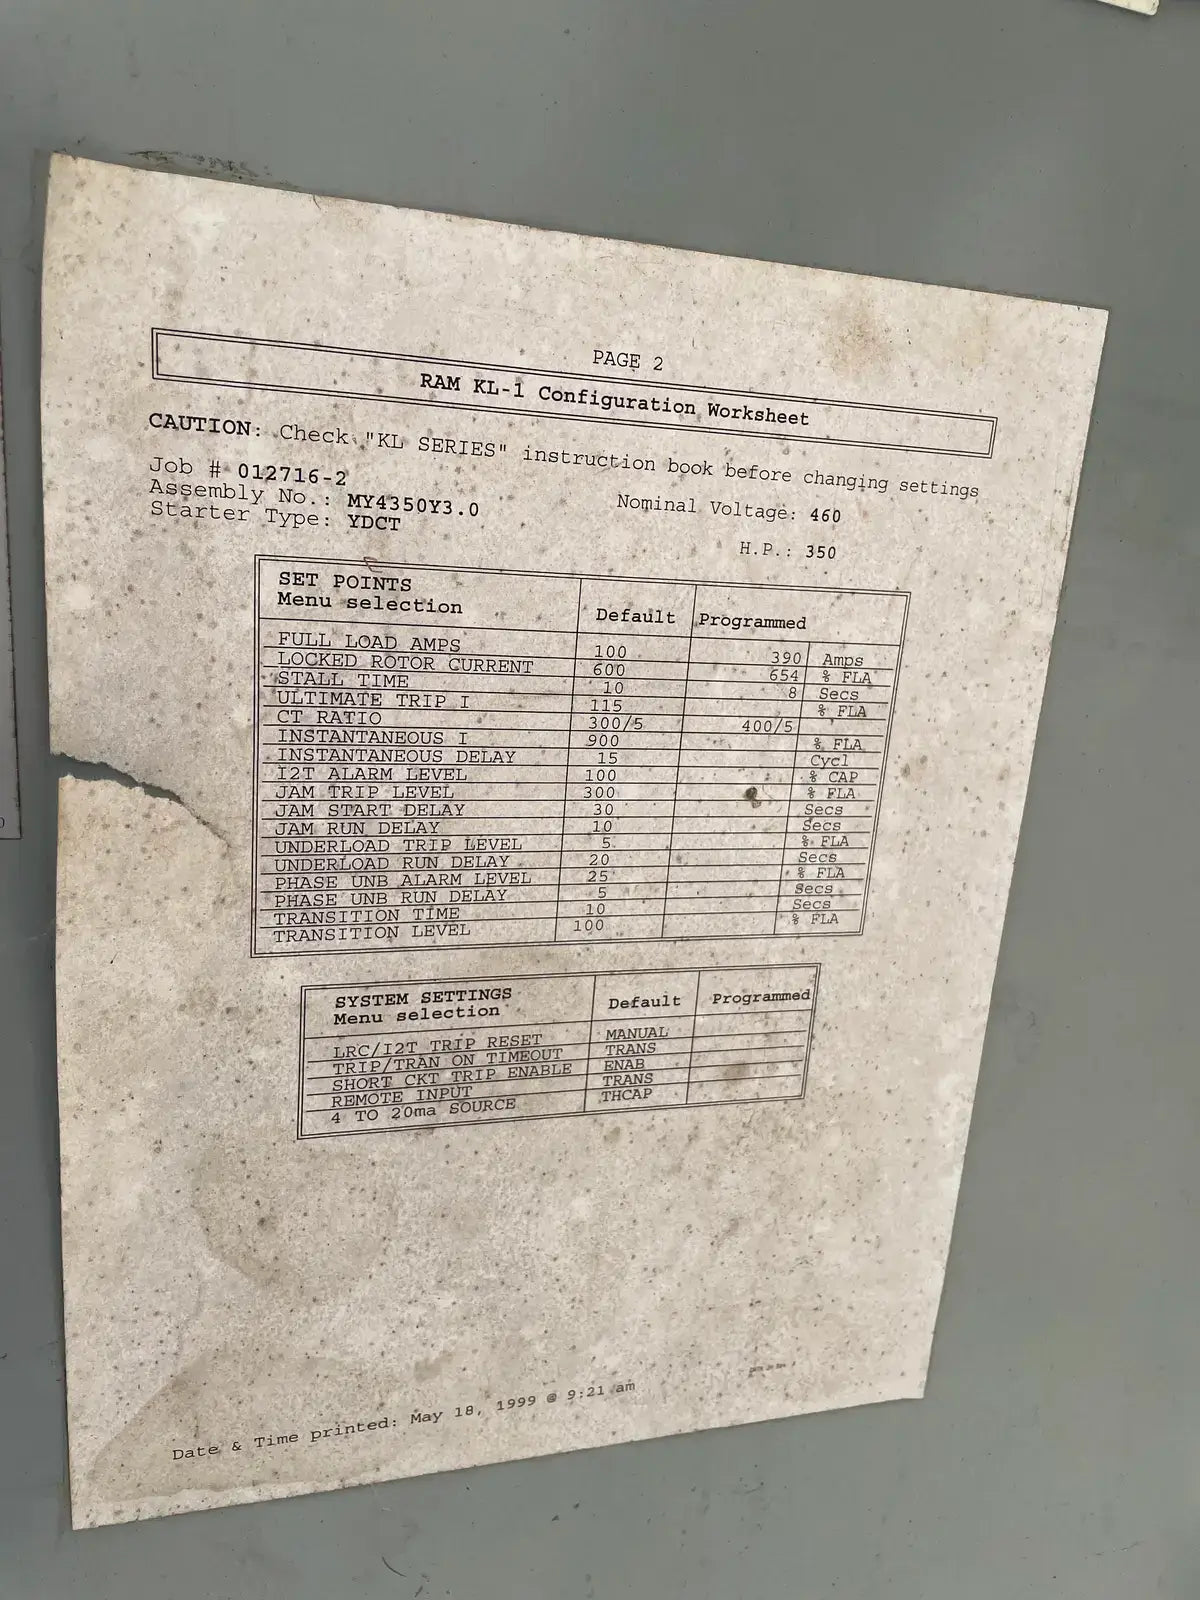 PAGE 2
RAM KL-1 Configuration Worksheet
CAUTION: Check "KL SERIES" instruction book before changing settings
Job # 012716-2
Assembly No.: MY4350Y3.0 Nominal Voltage: 460
Starter Type: YDCT H.P.: 350
SET POINTS
Menu selection Default Programmed
FULL LOAD AMPS 100 390 Amps
LOCKED ROTOR CURRENT 600 654 % FLA
STALL TIME 10 8 Secs
ULTIMATE TRIP I 115 % FLA
CT RATIO 300/5 400/5
INSTANTANEOUS I 900 % FLA
INSTANTANEOUS DELAY 15 Cycl
I2T ALARM LEVEL 100 % CAP
JAM TRIP LEVEL 300 % FLA
JAM START DELAY 30 Secs
JAM RUN DELAY 10 Secs
UNDERLOAD TRIP LEVEL 5 % FLA
UNDERLOAD RUN DELAY 20 Secs
PHASE UNB ALARM LEVEL 25 % FLA
PHASE UNB RUN DELAY 5 Secs
TRANSITION TIME 10 Secs
TRANSITION LEVEL 100 % FLA
SYSTEM SETTINGS
Menu selection Default Programmed
LRC/I2T TRIP RESET MANUAL
TRIP/TRAN ON TIMEOUT TRANS
SHORT CKT TRIP ENABLE ENAB
REMOTE INPUT TRANS
4 TO 20ma SOURCE THCAP
Date & Time printed: May 18, 1999 @ 9:21 am